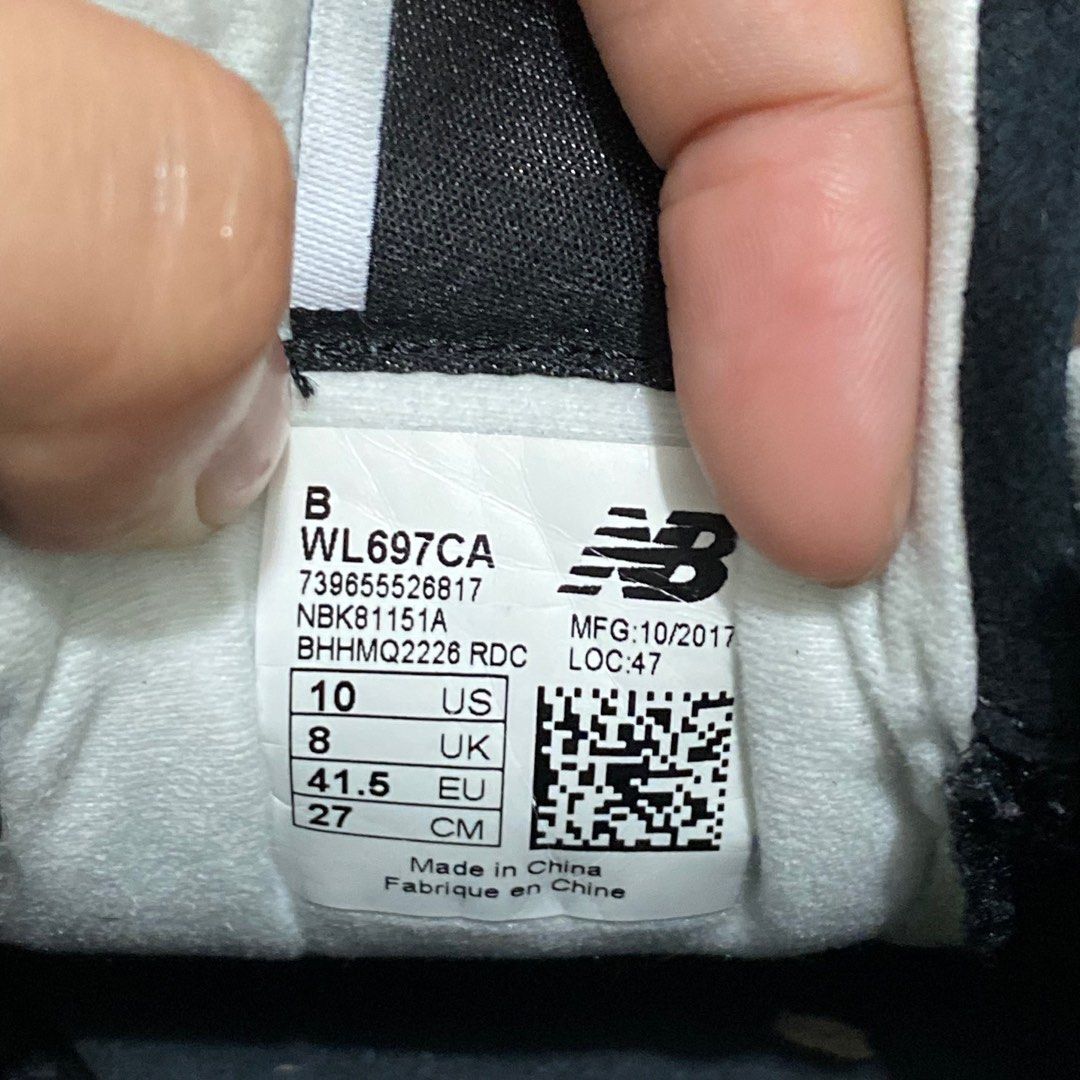 B
WL697CA
739655526817
NBK81151A
BHHMQ2226 RDC
NB
MFG:10/2017
LOC:47
10 US
8 UK
41.5 EU
27 CM
Made in China
Fabrique en Chine